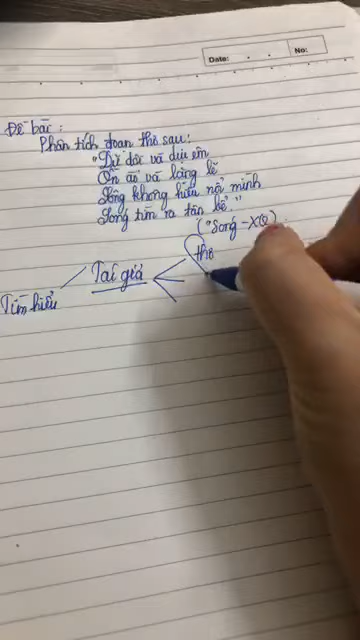 Date: No:
Đề bài:
Phân tích đoạn thơ sau:
"Dữ dội và dịu êm
Ồn ào và lặng lẽ
Sông không hiểu nổi mình
Sóng tìm ra tận bể."
("Sóng - XQ)
thơ
Tác giả
Tìm hiểu